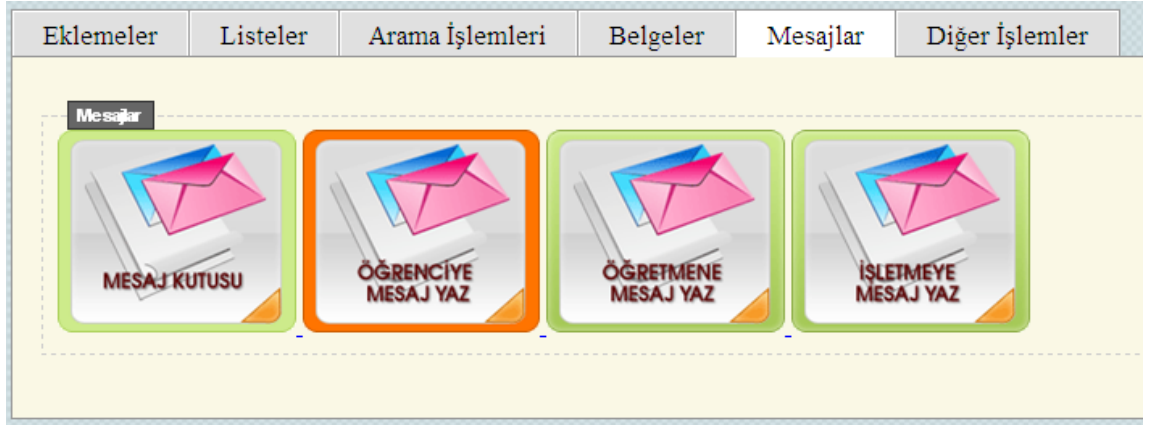 Eklemeler Listeler Arama İşlemleri Belgeler Mesajlar Diğer İşlemler
Mesajlar
MESAJ KUTUSU
ÖĞRENCİYE
MESAJ YAZ
ÖĞRETMENE
MESAJ YAZ
İŞLETMEYE
MESAJ YAZ